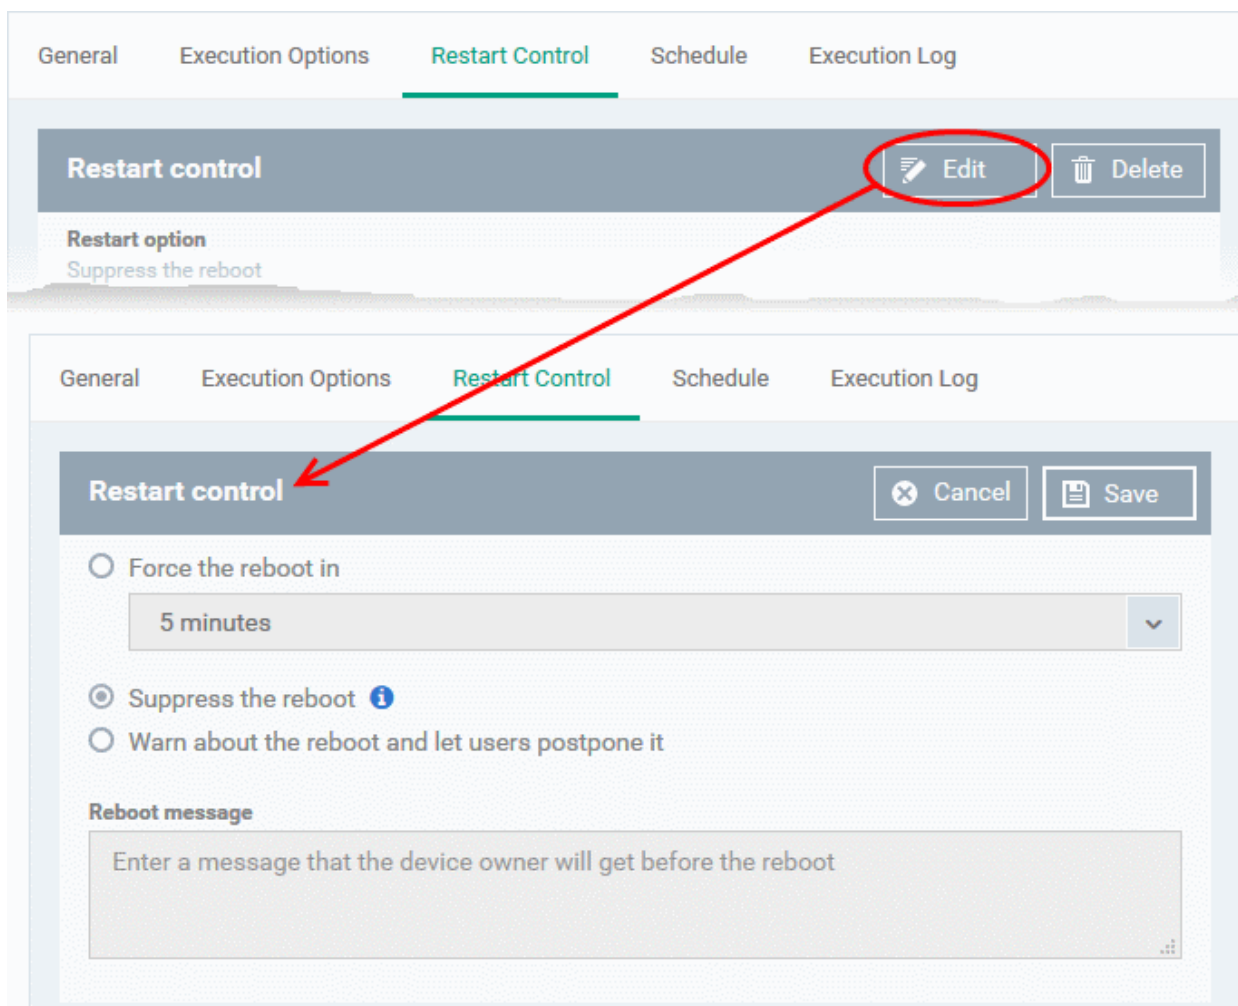 General Execution Options Restart Control Schedule Execution Log
Restart control Edit Delete
Restart option
Suppress the reboot
General Execution Options Restart Control Schedule Execution Log
Restart control Cancel Save
Force the reboot in
5 minutes
Suppress the reboot
Warn about the reboot and let users postpone it
Reboot message
Enter a message that the device owner will get before the reboot